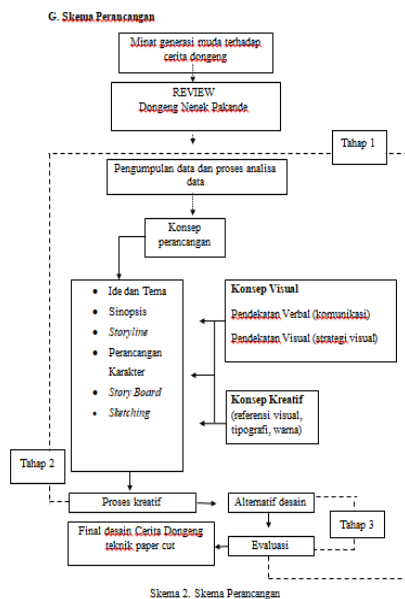 G. Skema Perancangan
Minat generasi muda terhadap
cerita dongeng
REVIEW
Dongeng Nenek Pakande
Tahap 1
Pengumpulan data dan proses analisa
data
Konsep
perancangan
• Ide dan Tema
• Sinopsis
• Storyline
• Perancangan
Karakter
• Story Board
• Sketching
Konsep Visual
Pendekatan Verbal (komunikasi)
Pendekatan Visual (strategi visual)
Konsep Kreatif
(referensi visual,
tipografi, warna)
Tahap 2
Proses kreatif
Alternatif desain
Tahap 3
Final desain Cerita Dongeng
teknik paper cut
Evaluasi
Skema 2. Skema Perancangan